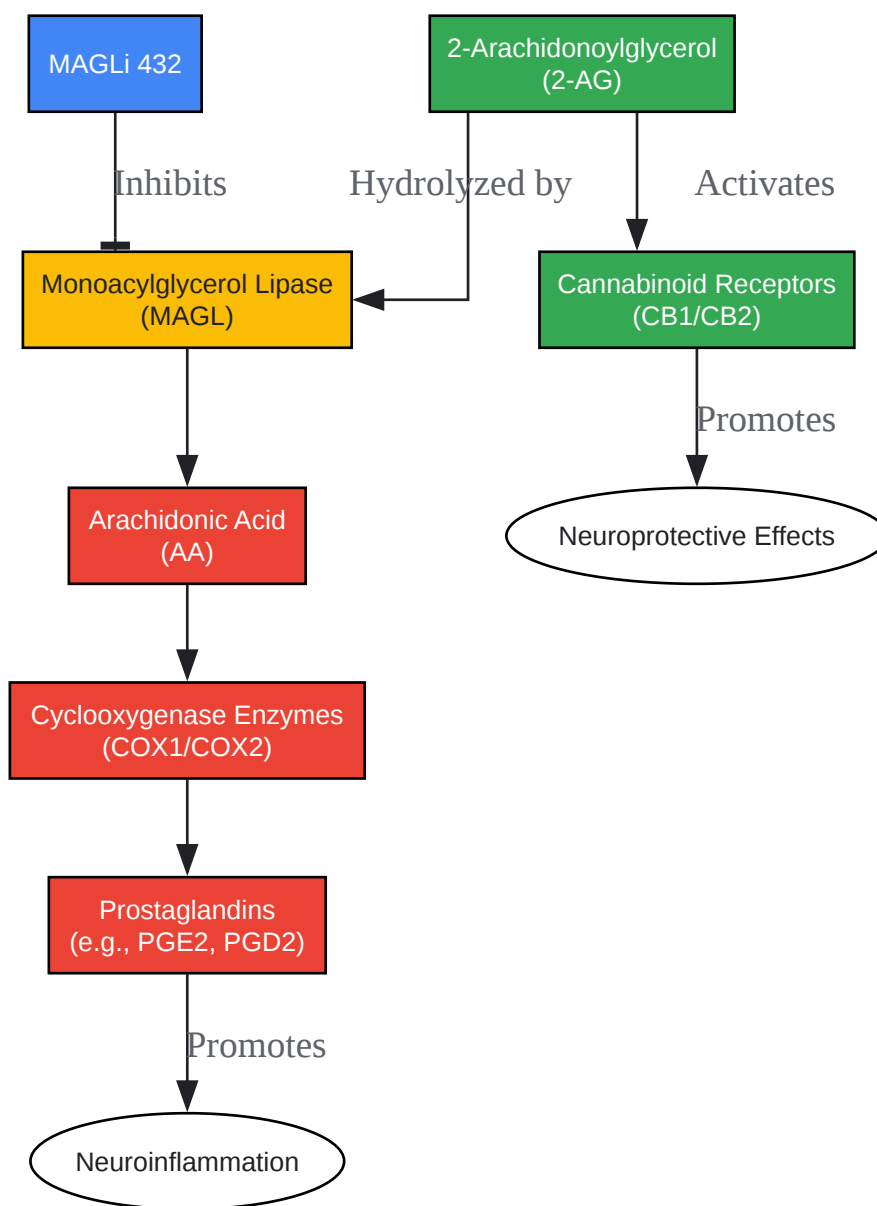 MAGLi 432
2-Arachidonoylglycerol
(2-AG)
Inhibits
Hydrolyzed by
Activates
Monoacylglycerol Lipase
(MAGL)
Cannabinoid Receptors
(CB1/CB2)
Promotes
Arachidonic Acid
(AA)
Neuroprotective Effects
Cyclooxygenase Enzymes
(COX1/COX2)
Prostaglandins
(e.g., PGE2, PGD2)
Promotes
Neuroinflammation